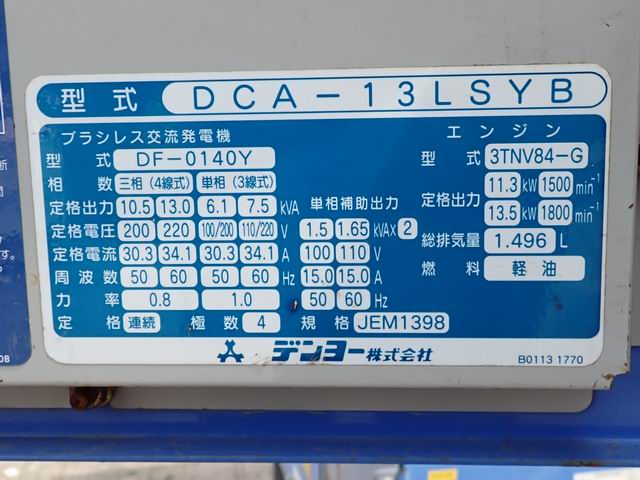 型式 DCA-13LSYB
ブラシレス交流発電機 エンジン
型式 DF-0140Y 型式 3TNV84-G
相数 三相(4線式) 単相(3線式) 11.3 kW 1500 min⁻¹
定格出力 10.5 13.0 6.1 7.5 kVA 単相補助出力 定格出力 13.5 kW 1800 min⁻¹
定格電圧 200 220 100/200 110/220 V 1.5 1.65 kVA×2 総排気量 1.496 L
定格電流 30.3 34.1 30.3 34.1 A 100 110 V 燃料 軽油
周波数 50 60 50 60 Hz 15.0 15.0 A
力率 0.8 1.0 50 60 Hz
定格 連続 極数 4 規格 JEM1398
デンヨー株式会社 B0113 1770